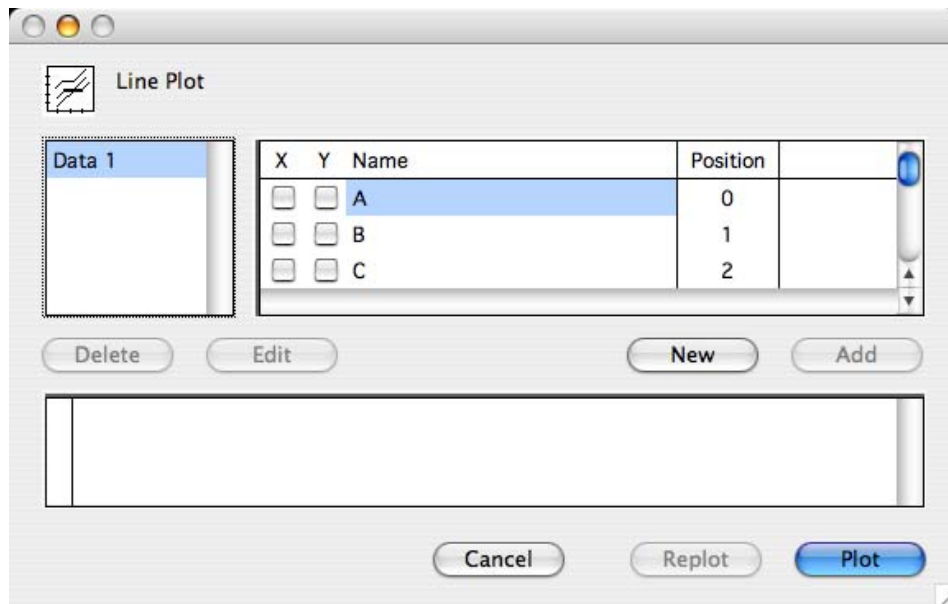 Line Plot
Data 1
X Y Name Position
A 0
B 1
C 2
Delete Edit New Add
Cancel Replot Plot